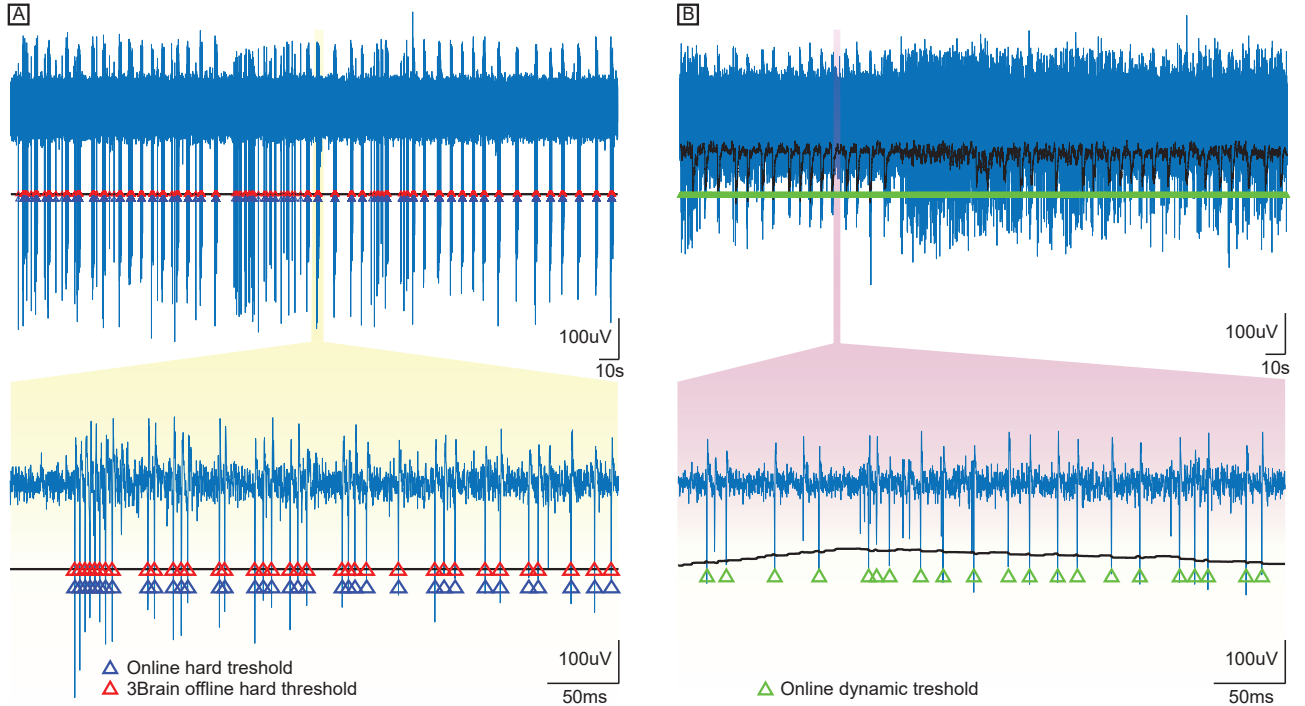 A
B
100uV
10s
100uV
10s
100uV
50ms
Online hard treshold
3Brain offline hard threshold
100uV
50ms
Online dynamic treshold